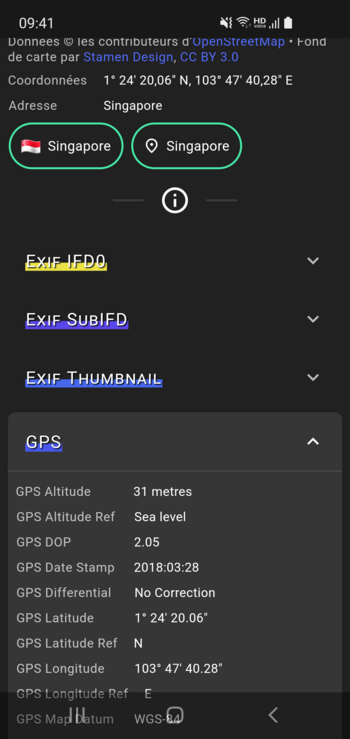 09:41
HD
VOICE
Données © les contributeurs d'OpenStreetMap • Fond
de carte par Stamen Design, CC BY 3.0
Coordonnées 1° 24′ 20,06″ N, 103° 47′ 40,28″ E
Adresse Singapore
Singapore Singapore
EXIF IFD0
EXIF SUBIFD
EXIF THUMBNAIL
GPS
GPS Altitude 31 metres
GPS Altitude Ref Sea level
GPS DOP 2.05
GPS Date Stamp 2018:03:28
GPS Differential No Correction
GPS Latitude 1° 24' 20.06"
GPS Latitude Ref N
GPS Longitude 103° 47' 40.28"
GPS Longitude Ref E
GPS Map Datum WGS-84